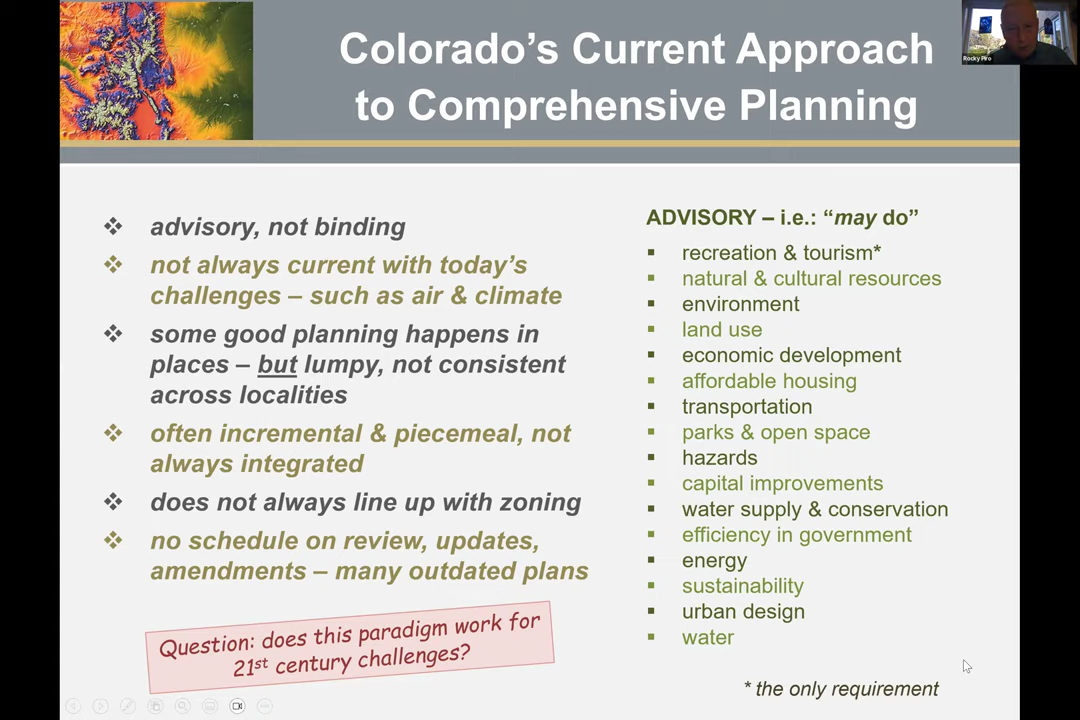 Colorado’s Current Approach
to Comprehensive Planning
Rocky Piro
❖ advisory, not binding
❖ not always current with today’s
challenges – such as air & climate
❖ some good planning happens in
places – but lumpy, not consistent
across localities
❖ often incremental & piecemeal, not
always integrated
❖ does not always line up with zoning
❖ no schedule on review, updates,
amendments – many outdated plans
Question: does this paradigm work for
21st century challenges?
ADVISORY – i.e.: “may do”
▪ recreation & tourism*
▪ natural & cultural resources
▪ environment
▪ land use
▪ economic development
▪ affordable housing
▪ transportation
▪ parks & open space
▪ hazards
▪ capital improvements
▪ water supply & conservation
▪ efficiency in government
▪ energy
▪ sustainability
▪ urban design
▪ water
* the only requirement